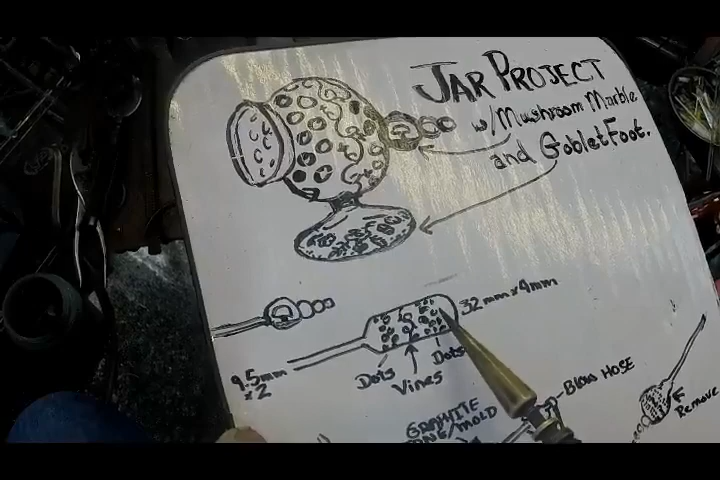 JAR PROJECT
w/Mushroom Marble
and Goblet Foot.
32mm x 4mm
9.5mm
x2
Dots
Vines
Dots
BLOW HOSE
GRAPHITE
/MOLD
Remove